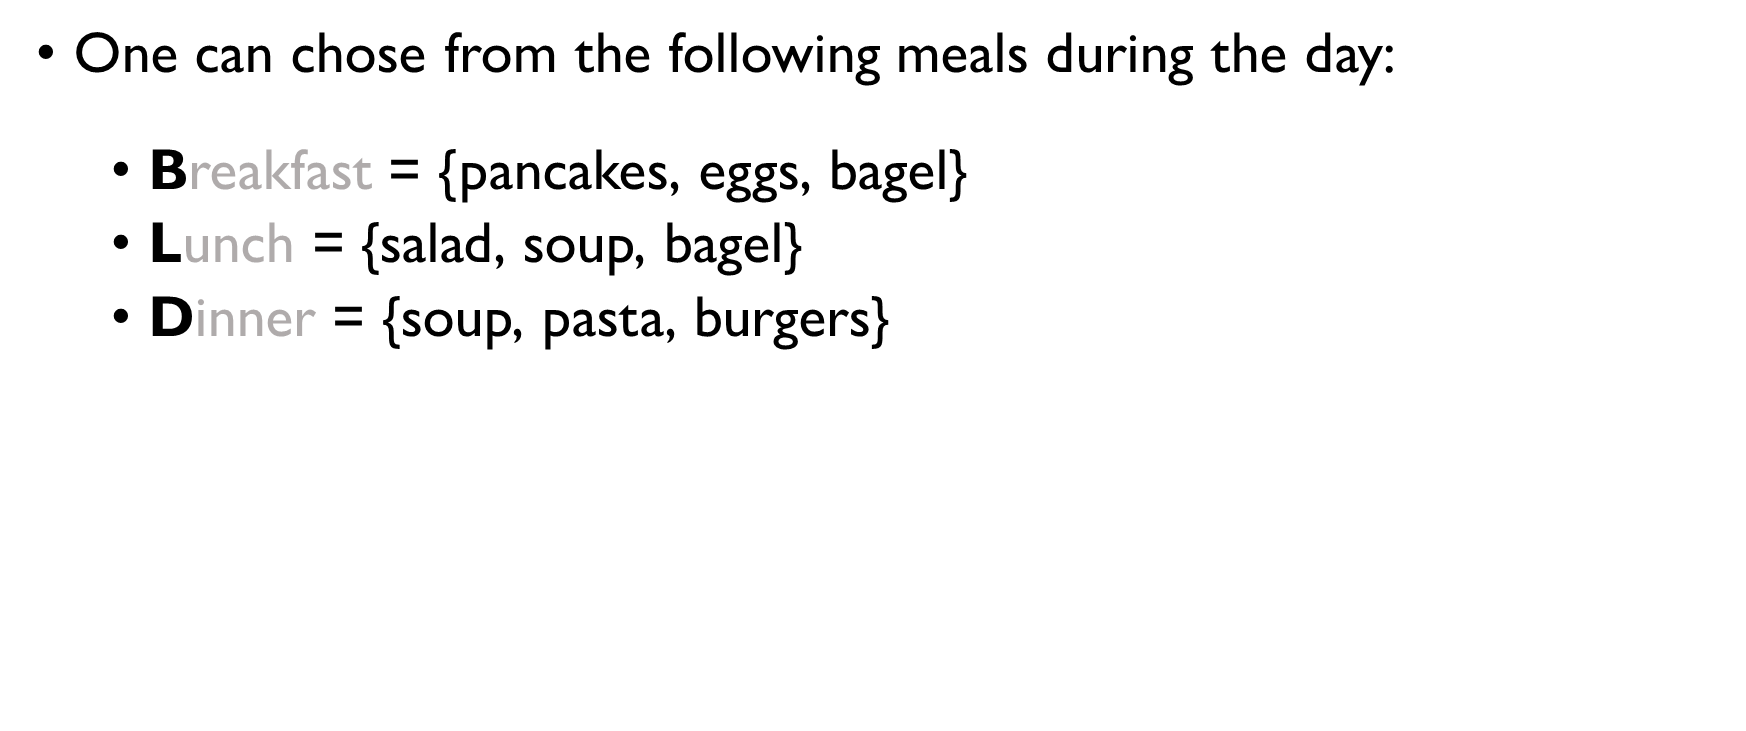 • One can chose from the following meals during the day:
• Breakfast = {pancakes, eggs, bagel}
• Lunch = {salad, soup, bagel}
• Dinner = {soup, pasta, burgers}